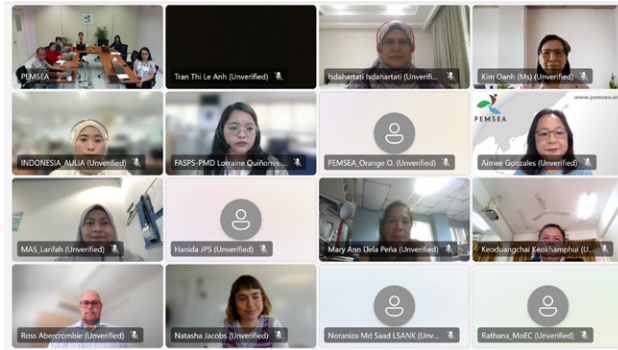 PEMSEA
Tran Thi Le Anh (Unverified)
Isdahartati Isdahartati (Unverifi...
Kim Oanh (Ms) (Unverified)
INDONESIA_AULIA (Unverified)
FASPS-PMD Lorraine Quiñones ...
PEMSEA_Orange O. (Unverified)
www.pemsea.or
PEMSEA
Aimee Gonzales (Unverified)
MAS_Larifah (Unverified)
Hanida JPS (Unverified)
Mary Ann Dela Peña (Unverified)
Keoduangchai Keokhamphui (U...
Ross Abercrombie (Unverified)
Natasha Jacobs (Unverified)
Noraniza Md Saad LSANK (Unv...
Rathana_MoEC (Unverified)